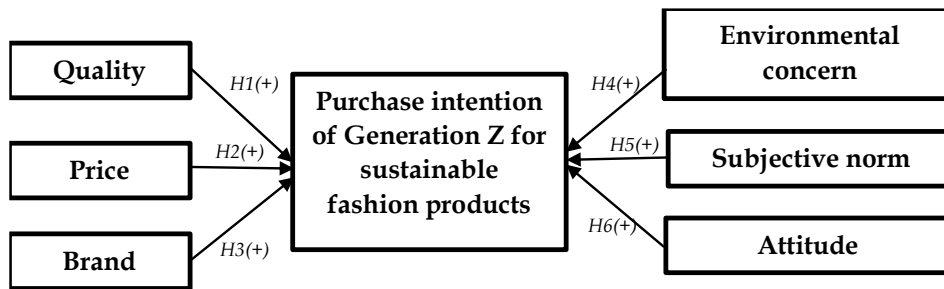 Quality
Price
Brand
H1(+)
H2(+)
H3(+)
Purchase intention
of Generation Z for
sustainable
fashion products
H4(+)
H5(+)
H6(+)
Environmental
concern
Subjective norm
Attitude